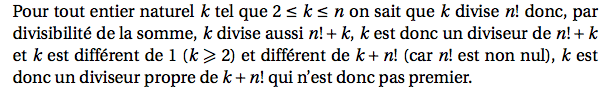 Pour tout entier naturel k tel que 2 ≤ k ≤ n on sait que k divise n! donc, par
divisibilité de la somme, k divise aussi n! + k, k est donc un diviseur de n! + k
et k est différent de 1 (k ⩾ 2) et différent de k + n! (car n! est non nul), k est
donc un diviseur propre de k + n! qui n'est donc pas premier.